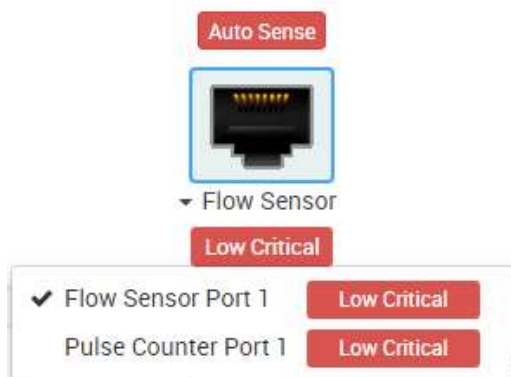 Auto Sense
Flow Sensor
Low Critical
Flow Sensor Port 1 Low Critical
Pulse Counter Port 1 Low Critical